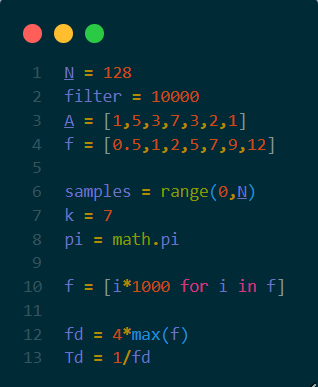 1 N = 128
2 filter = 10000
3 A = [1,5,3,7,3,2,1]
4 f = [0.5,1,2,5,7,9,12]
5
6 samples = range(0,N)
7 k = 7
8 pi = math.pi
9
10 f = [i*1000 for i in f]
11
12 fd = 4*max(f)
13 Td = 1/fd